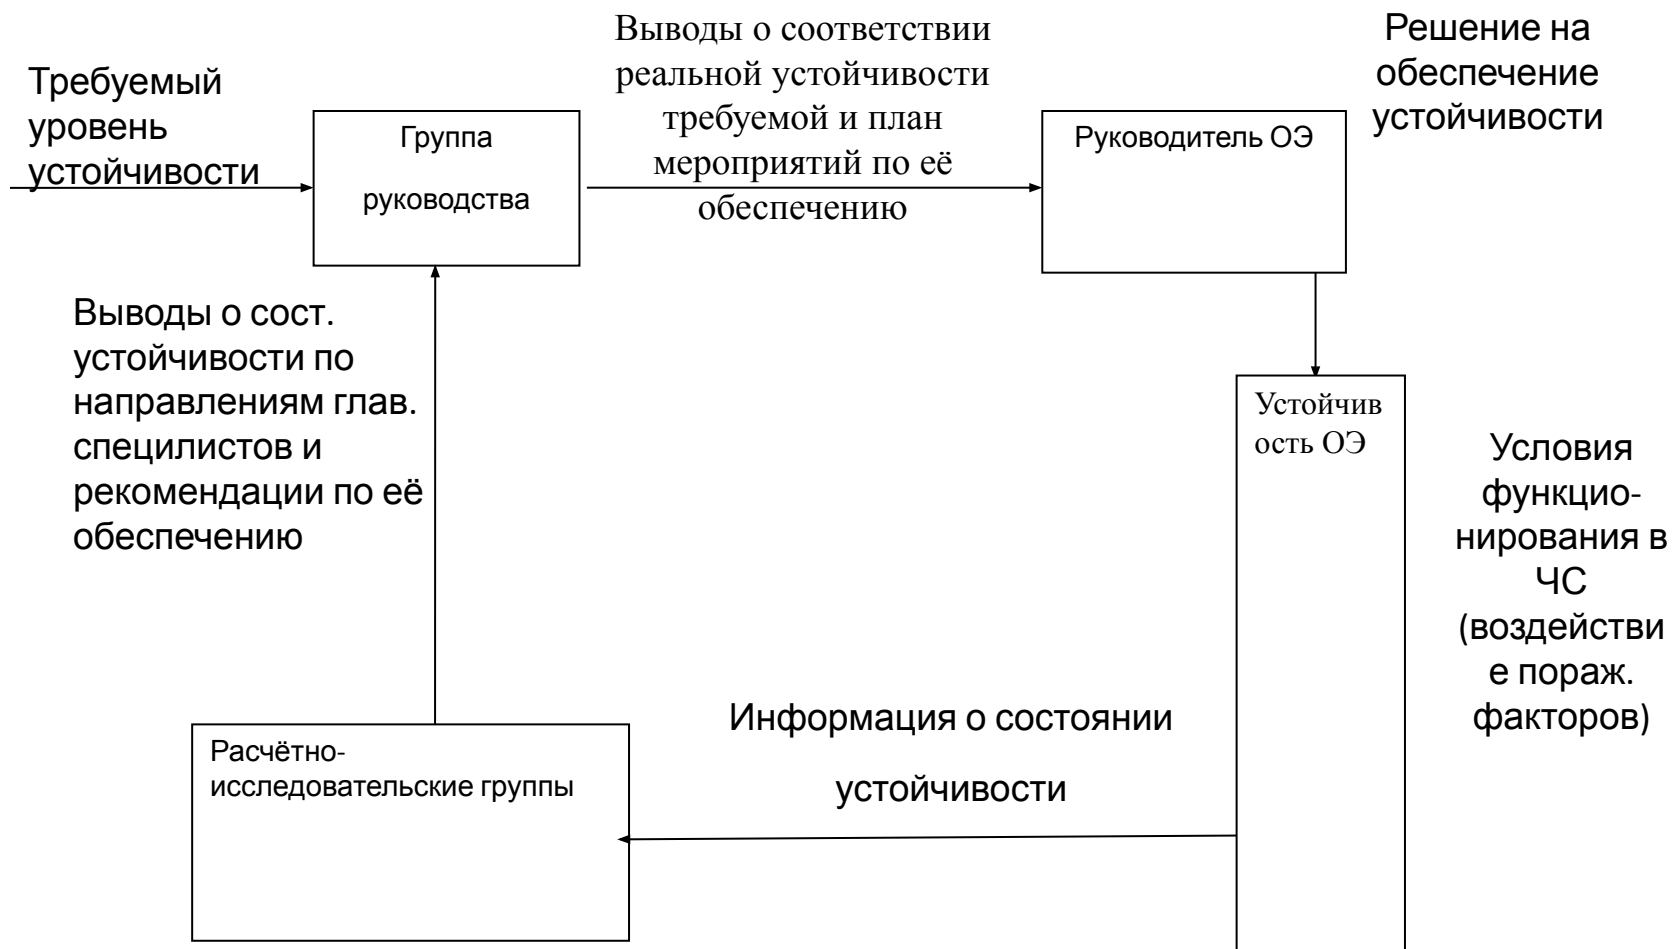 Требуемый
уровень
устойчивости
Группа
руководства
Выводы о соответствии
реальной устойчивости
требуемой и план
мероприятий по её
обеспечению
Руководитель ОЭ
Решение на
обеспечение
устойчивости
Выводы о сост.
устойчивости по
направлениям глав.
специлистов и
рекомендации по её
обеспечению
Устойчив
ость ОЭ
Условия
функцио-
нирования в
ЧС
(воздействи
е пораж.
факторов)
Информация о состоянии
устойчивости
Расчётно-
исследовательские группы